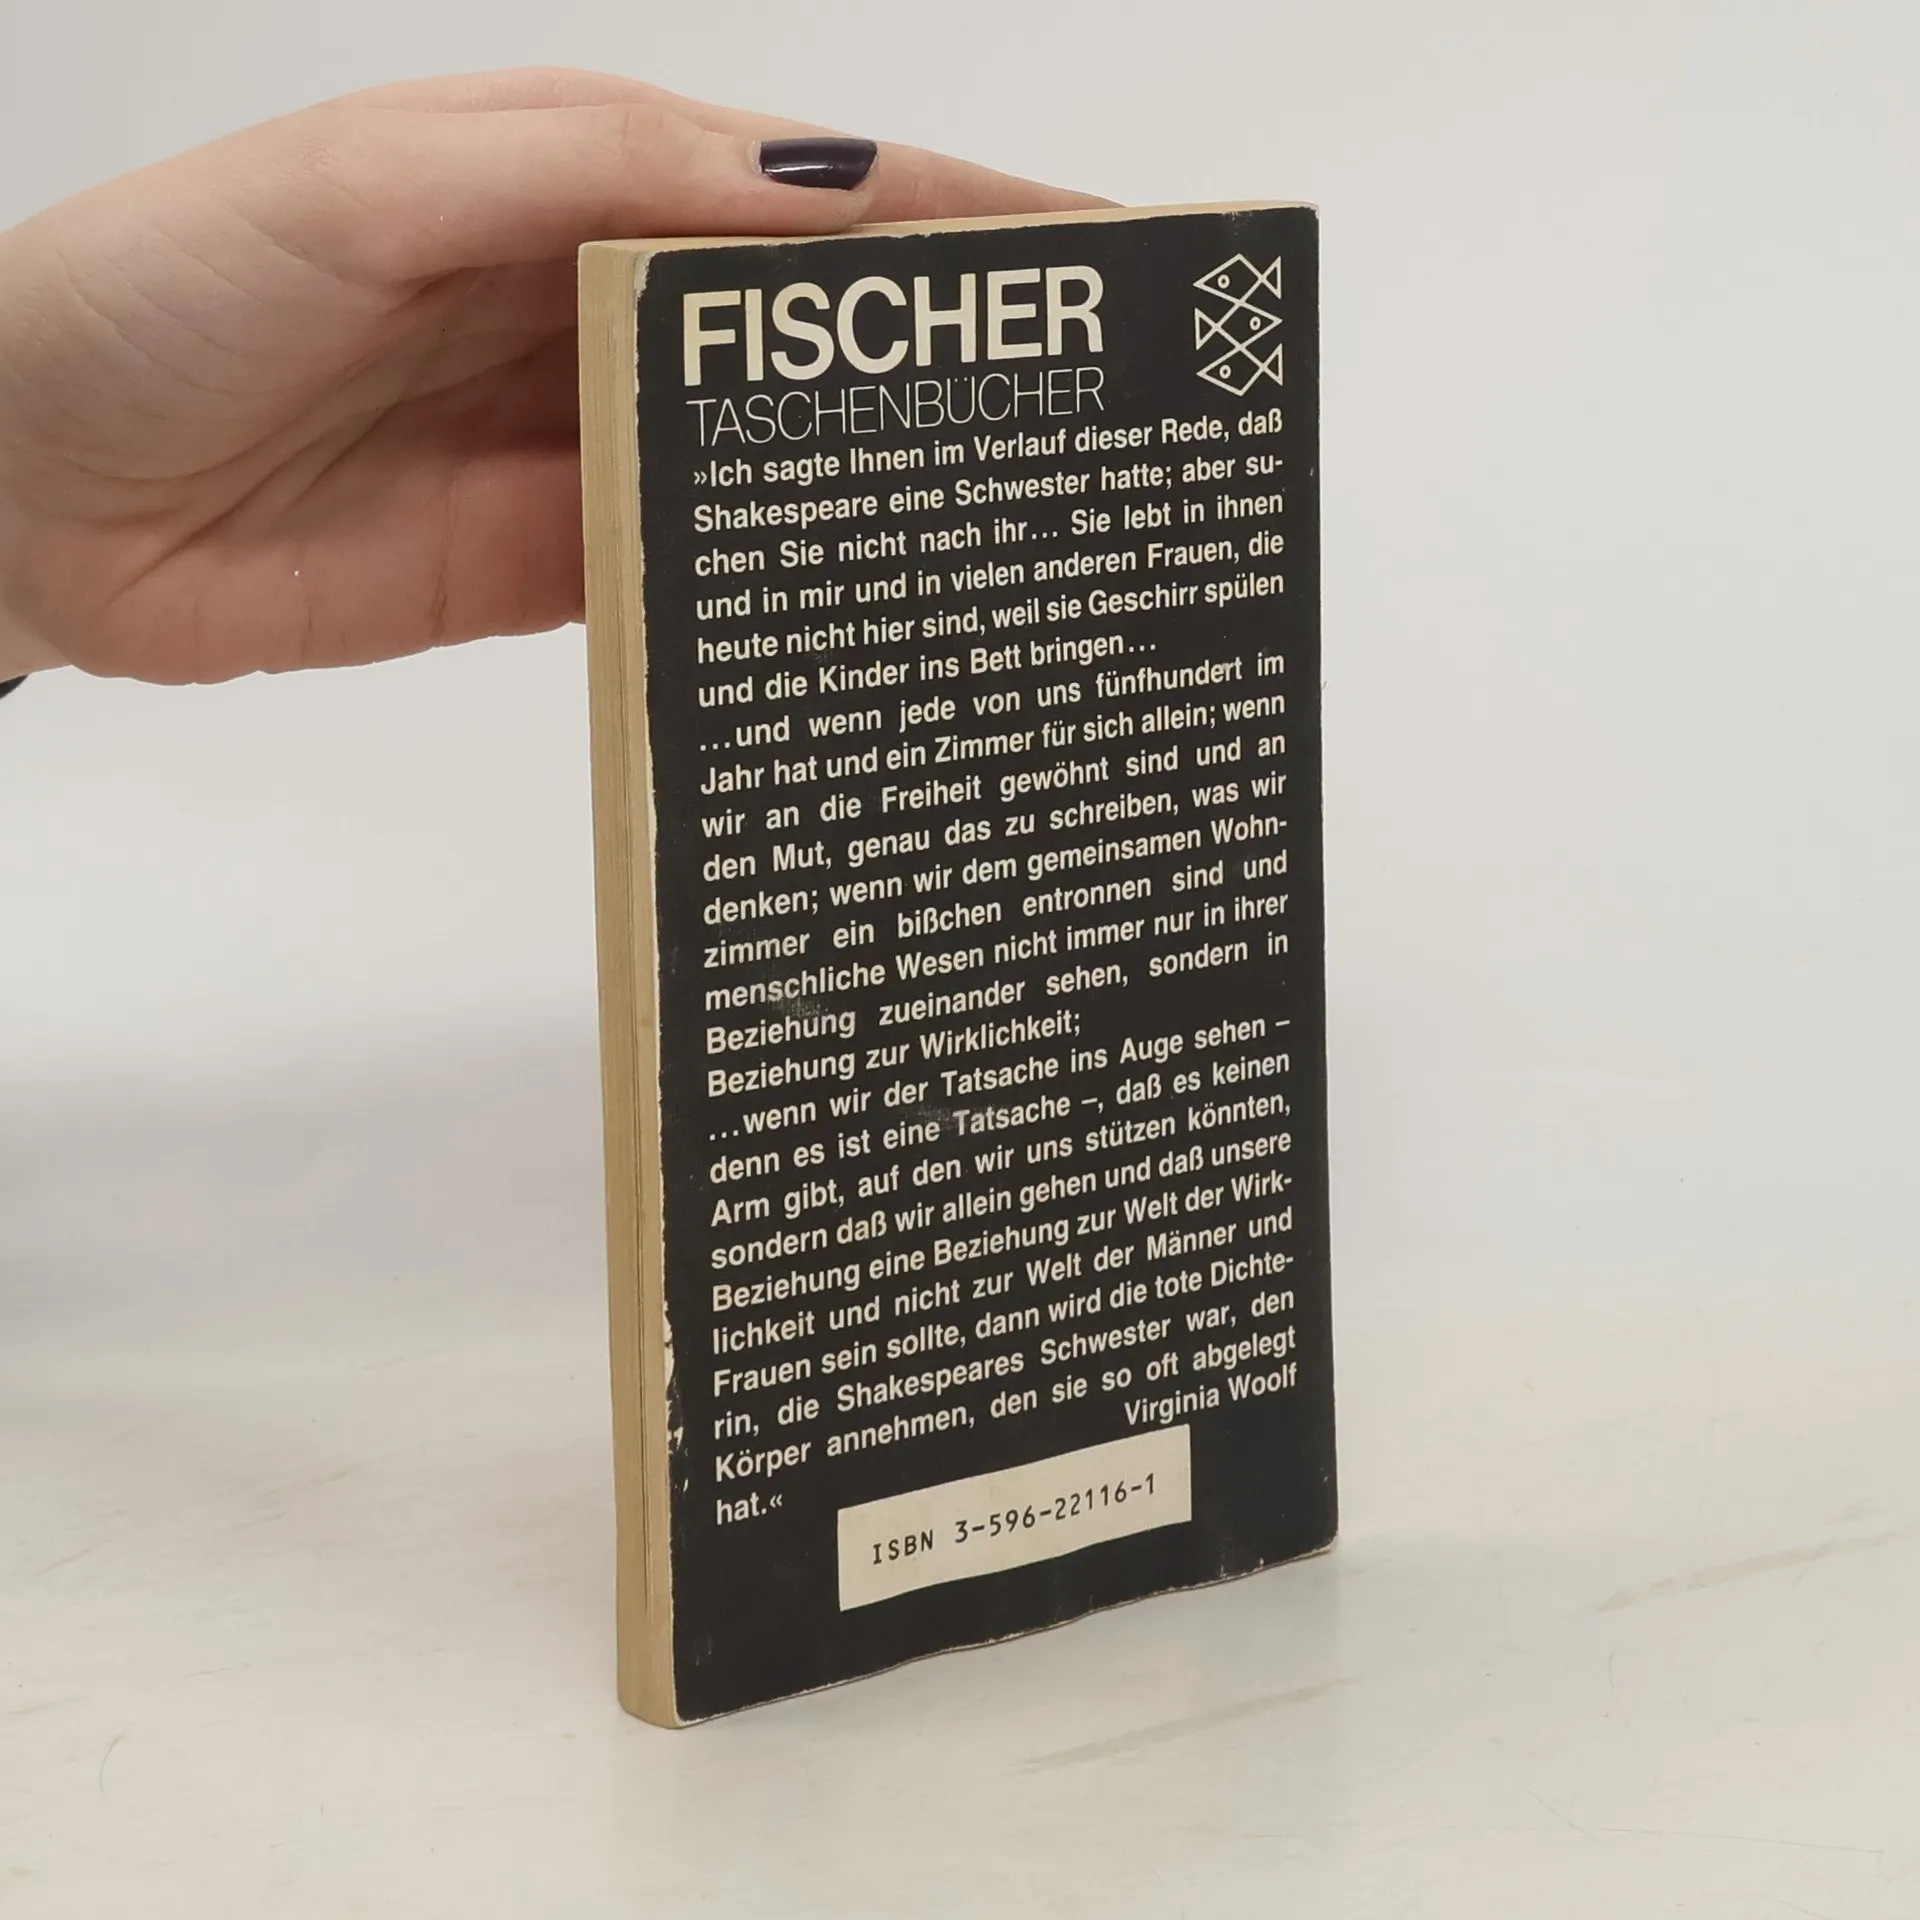 FISCHER
TASCHENBÜCHER
»Ich sagte Ihnen im Verlauf dieser Rede, daß
Shakespeare eine Schwester hatte; aber su-
chen Sie nicht nach ihr... Sie lebt in ihnen
und in mir und in vielen anderen Frauen, die
heute nicht hier sind, weil sie Geschirr spülen
und die Kinder ins Bett bringen...
...und wenn jede von uns fünfhundert im
Jahr hat und ein Zimmer für sich allein; wenn
wir an die Freiheit gewöhnt sind und an
den Mut, genau das zu schreiben, was wir
denken; wenn wir dem gemeinsamen Wohn-
zimmer ein bißchen entronnen sind und
menschliche Wesen nicht immer nur in ihrer
Beziehung zueinander sehen, sondern in
Beziehung zur Wirklichkeit;
...wenn wir der Tatsache ins Auge sehen –
denn es ist eine Tatsache –, daß es keinen
Arm gibt, auf den wir uns stützen könnten,
sondern daß wir allein gehen und daß unsere
Beziehung eine Beziehung zur Welt der Wirk-
lichkeit und nicht zur Welt der Männer und
Frauen sein sollte, dann wird die tote Dichte-
rin, die Shakespeares Schwester war, den
Körper annehmen, den sie so oft abgelegt
hat.«
Virginia Woolf
ISBN 3-596-22116-1